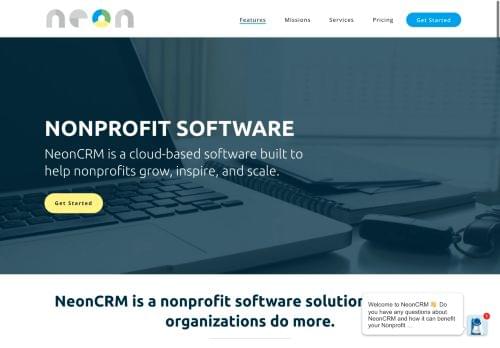 neon
Features
Missions
Services
Pricing
Get Started
NONPROFIT SOFTWARE
NeonCRM is a cloud-based software built to
help nonprofits grow, inspire, and scale.
Get Started
NeonCRM is a nonprofit software solution
organizations do more.
Welcome to NeonCRM 👋 Do
you have any questions about
NeonCRM and how it can benefit
your Nonprofit ...
1